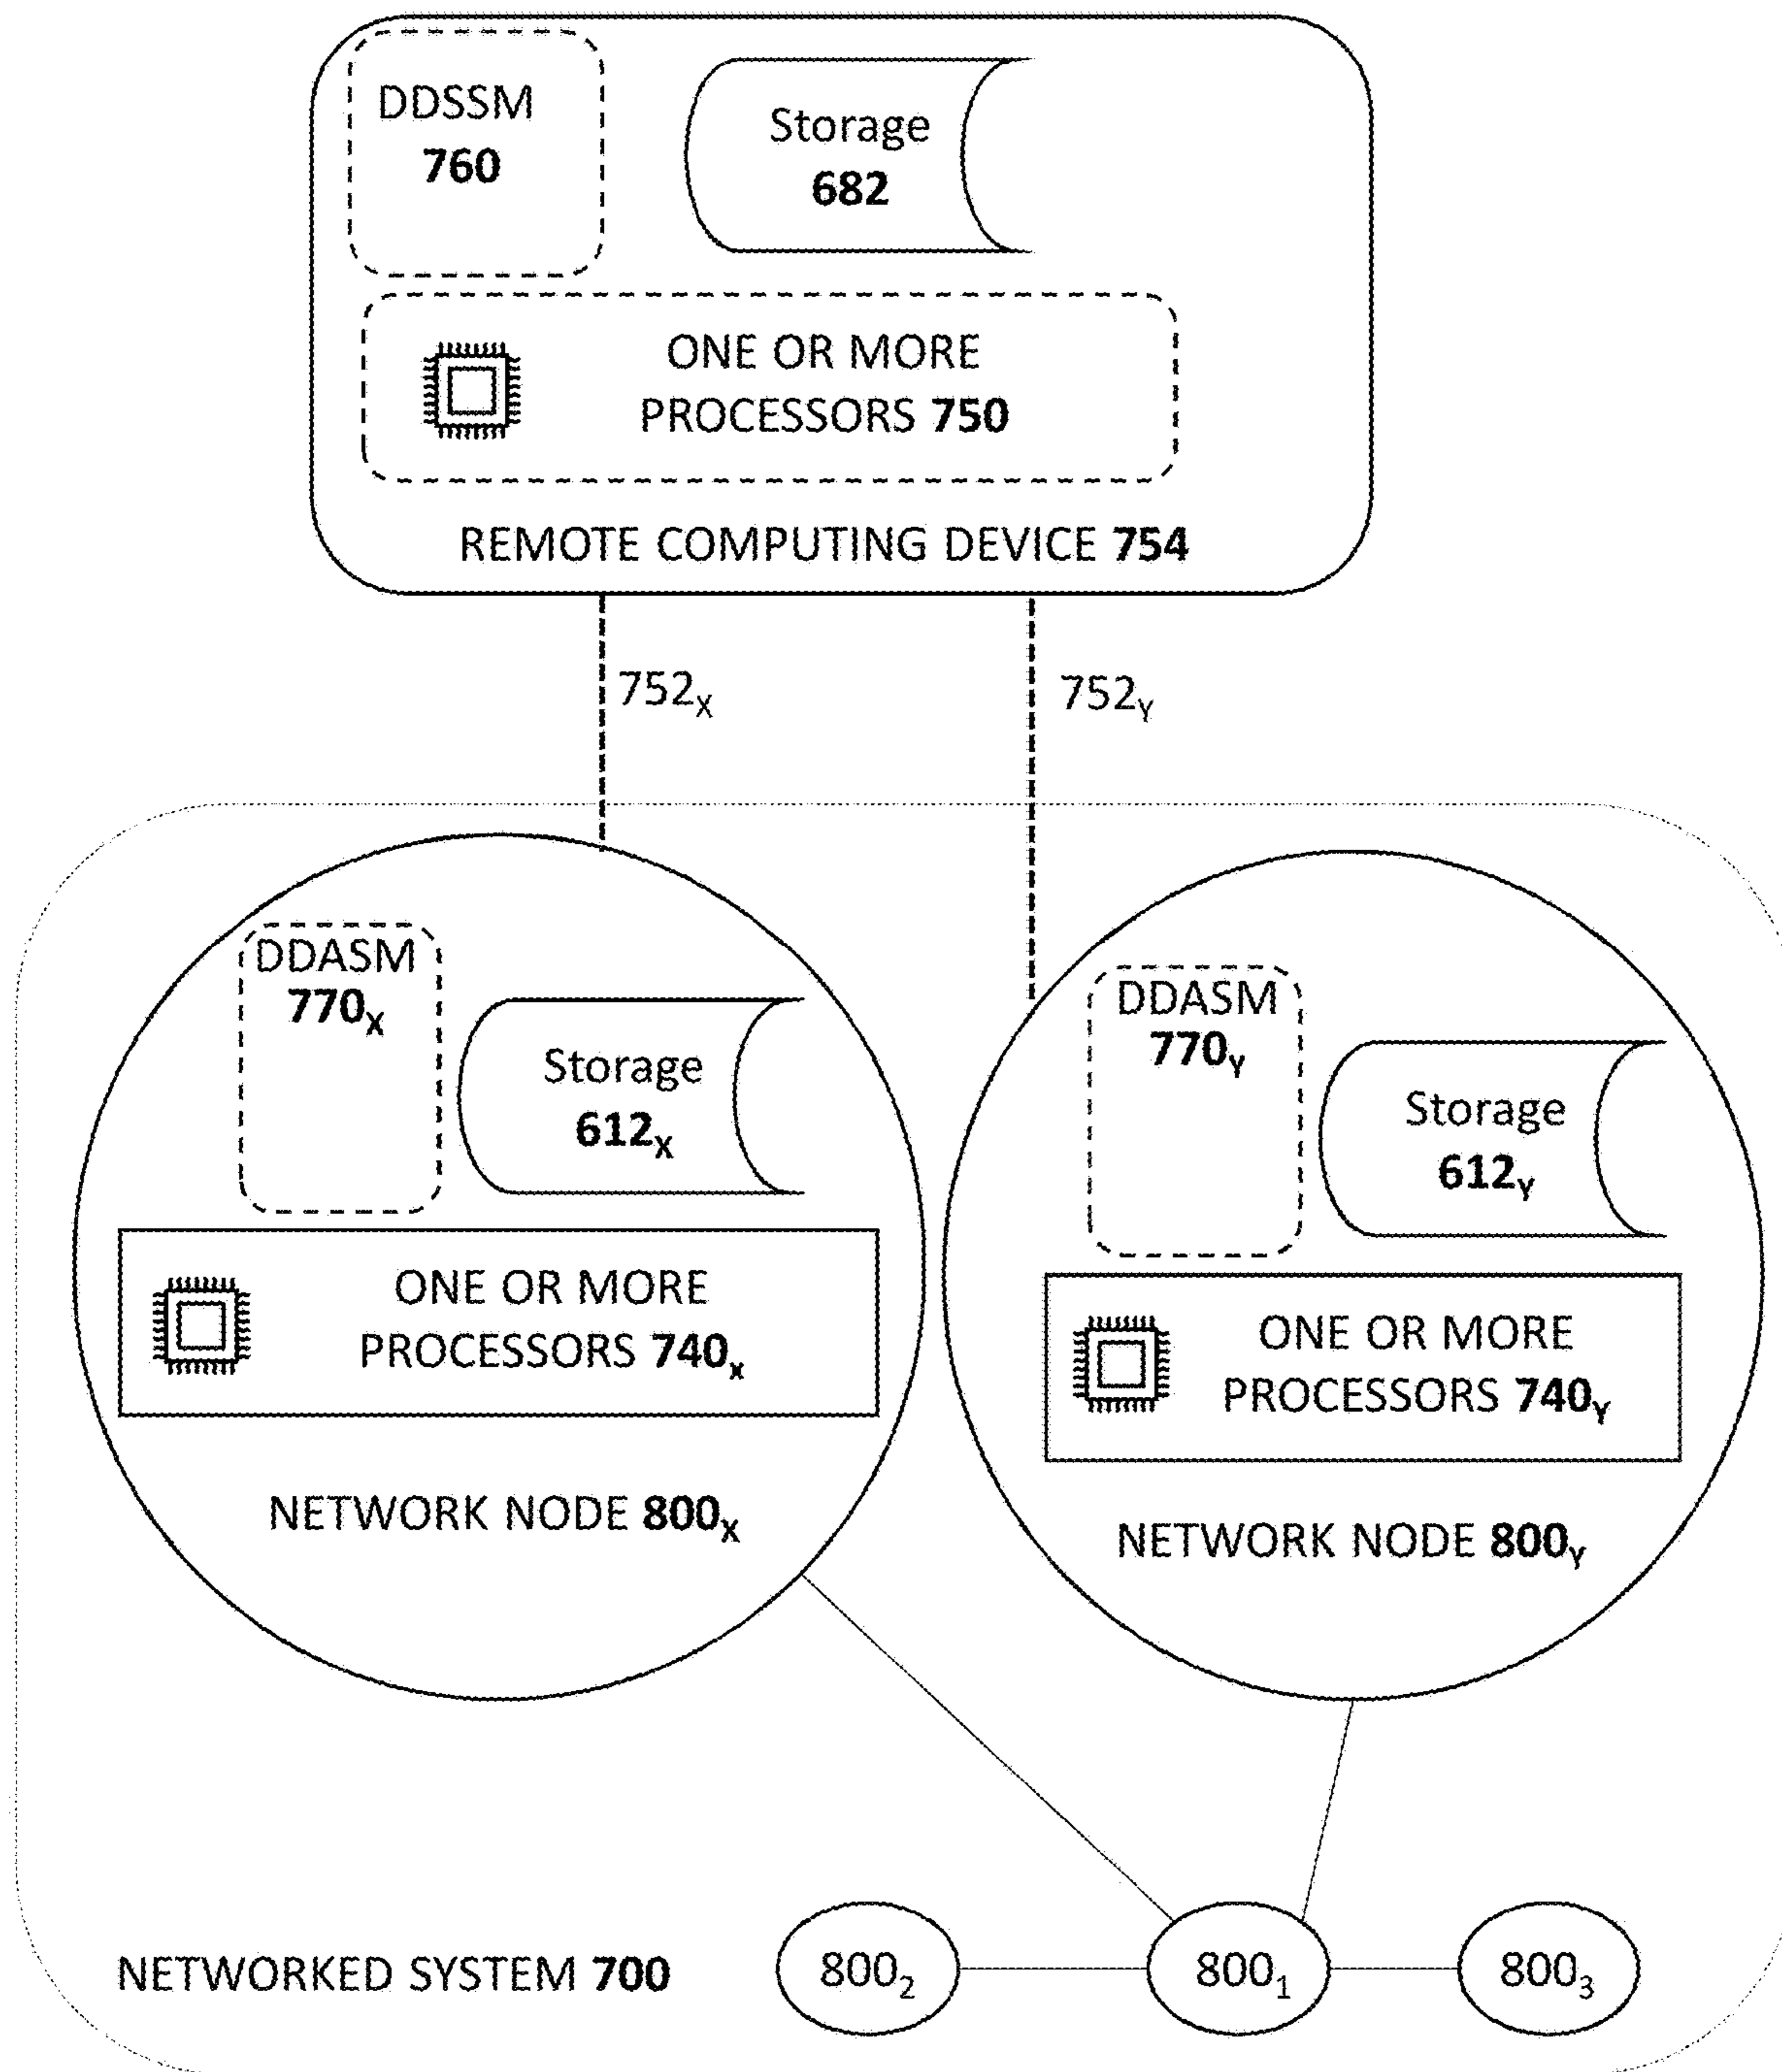 DDSSM
760
Storage
682
ONE OR MORE
PROCESSORS 750
REMOTE COMPUTING DEVICE 754
752X
752Y
DDASM
770X
Storage
612X
ONE OR MORE
PROCESSORS 740X
NETWORK NODE 800X
DDASM
770Y
Storage
612Y
ONE OR MORE
PROCESSORS 740Y
NETWORK NODE 800Y
NETWORKED SYSTEM 700
8002
8001
8003